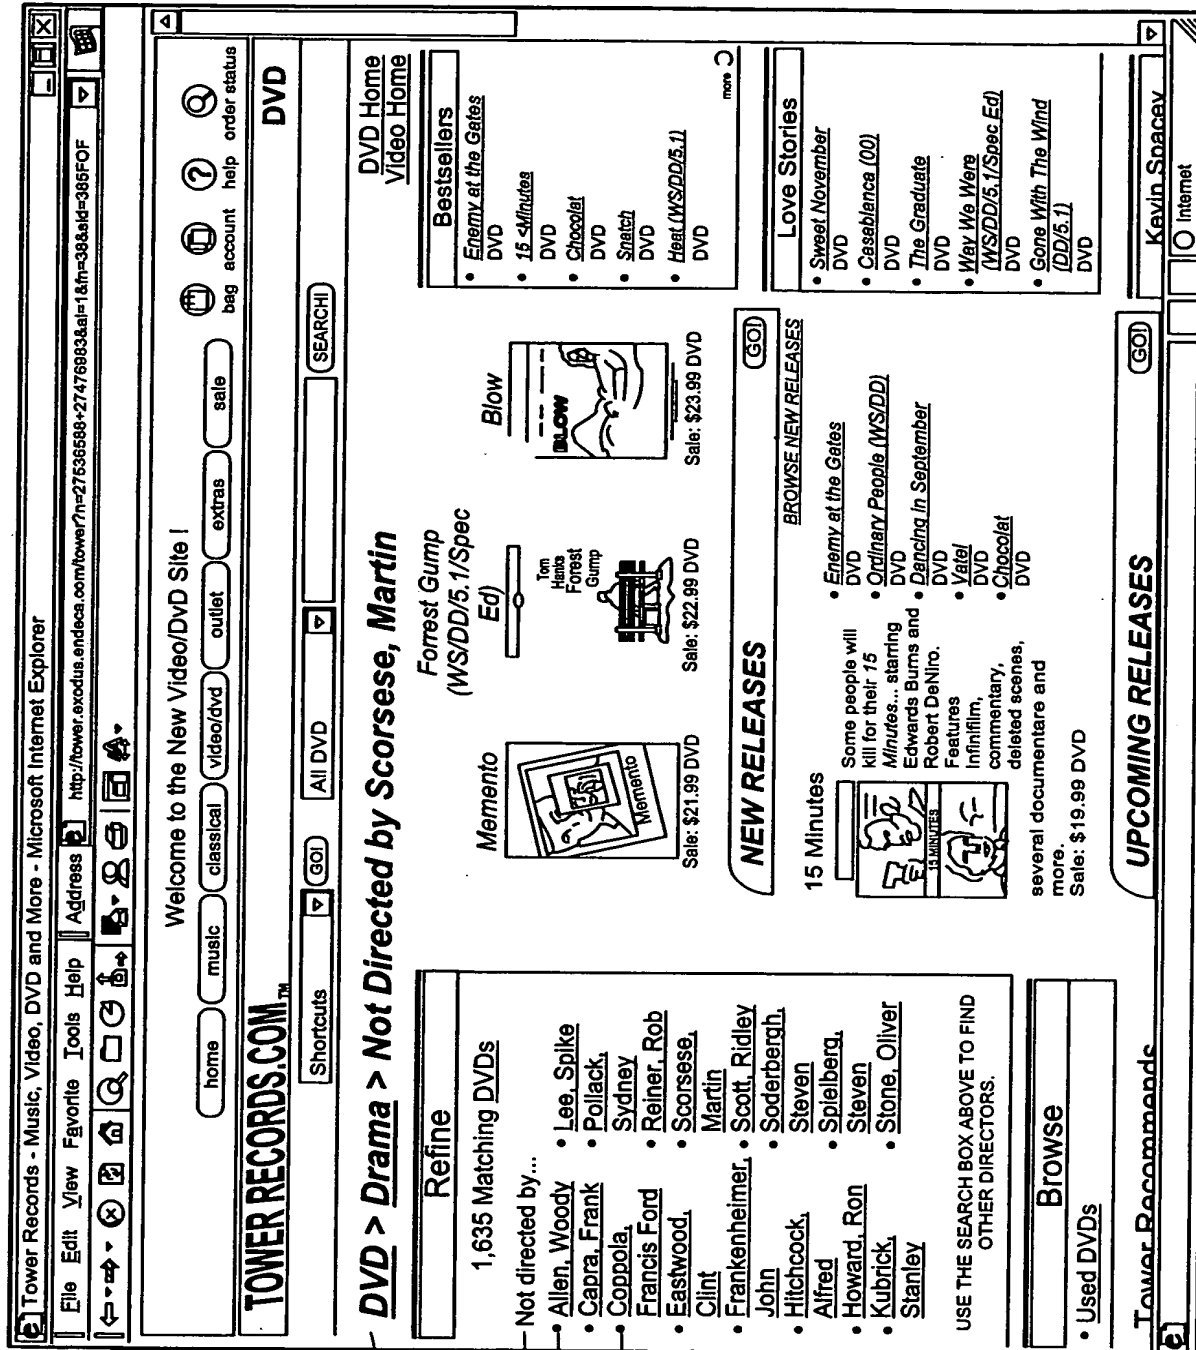 Tower Records - Music, Video, DVD and More - Microsoft Internet Explorer
File Edit View Favorite Tools Help
Address http://tower.exodus.endeca.com/tower?n=27536588+27476983&al=1&fn=38&sid=385FOF
Welcome to the New Video/DvD Site !
home music classical video/dvd outlet extras sale
bag account help order status
TOWER RECORDS.COM TM
DVD
Shortcuts GO! All DVD SEARCH!
DVD > Drama > Not Directed by Scorsese, Martin
DVD Home
Video Home
Refine
1,635 Matching DVDs
Not directed by...
• Allen, Woody
• Capra, Frank
• Coppola,
Francis Ford
• Eastwood,
Clint
• Frankenheimer,
John
• Hitchcock,
Alfred
• Howard, Ron
• Kubrick,
Stanley
• Lee, Spike
• Pollack,
Sydney
• Reiner, Rob
• Scorsese,
Martin
• Scott, Ridley
• Soderbergh,
Steven
• Spielberg,
Steven
• Stone, Oliver
USE THE SEARCH BOX ABOVE TO FIND
OTHER DIRECTORS.
Browse
• Used DVDs
Tower Recommends
Memento
Memento
Sale: $21.99 DVD
Forrest Gump
(WS/DD/5.1/Spec
Ed)
Tom
Hanks
Forest
Gump
Sale: $22.99 DVD
Blow
BLOW
Sale: $23.99 DVD
NEW RELEASES
GO!
BROWSE NEW RELEASES
15 Minutes
15 MINUTES
Some people will
kill for their 15
Minutes... starring
Edwards Burns and
Robert DeNiro.
Features
Infinifilm,
commentary,
deleted scenes,
several documentare and
more.
Sale: $19.99 DVD
• Enemy at the Gates
DVD
• Ordinary People (WS/DD)
DVD
• Dancing in September
DVD
• Vatel
DVD
• Chocolat
DVD
UPCOMING RELEASES
GO!
Bestsellers
• Enemy at the Gates
DVD
• 15 <Minutes
DVD
• Chocolat
DVD
• Snatch
DVD
• Heat (WS/DD/5.1)
DVD
more
Love Stories
• Sweet November
DVD
• Casablanca (00)
DVD
• The Graduate
DVD
• Way We Were
(WS/DD/5.1/Spec Ed)
DVD
• Gone With The Wind
(DD/5.1)
DVD
Kevin Spacey
Internet